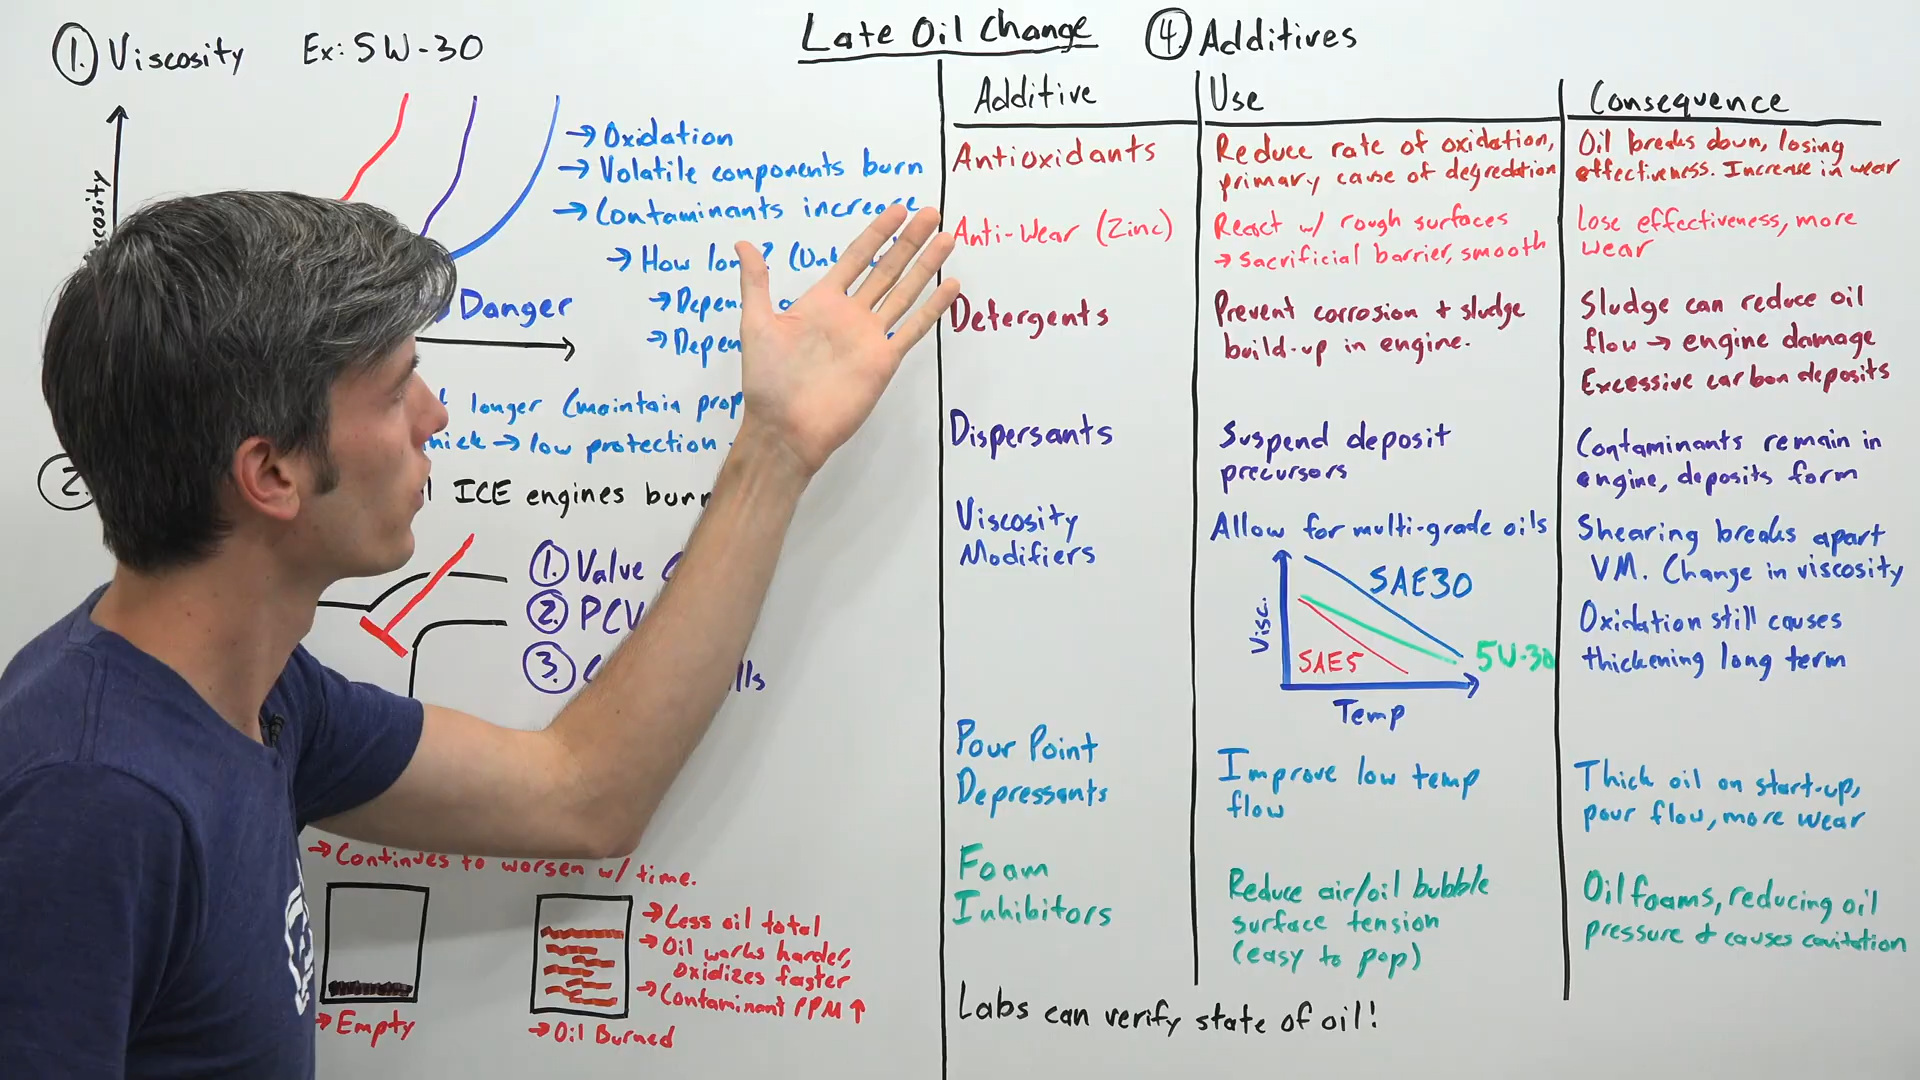 Late Oil Change
① Viscosity Ex: 5W-30
Viscosity
→ Oxidation
→ Volatile components burn
→ Contaminants increase
→ How long?
→ Depen
→ Depen
Danger
longer (maintain prop
→ low protection
②.
ICE engines burn
①. Valve
②. PCV
③.
→ Continues to worsen w/ time.
→ Empty
→ Less oil total
→ Oil works harder,
oxidizes faster
→ Contaminant PPM ↑
→ Oil Burned
④ Additives
Additive Use Consequence
Antioxidants
Reduce rate of oxidation,
primary cause of degredation
Oil breaks down, losing
effectiveness. Increase in wear
Anti-Wear (Zinc)
React w/ rough surfaces
→ sacrificial barrier, smooth
Lose effectiveness, more
wear
Detergents
Prevent corrosion + sludge
build-up in engine.
Sludge can reduce oil
flow → engine damage
Excessive carbon deposits
Dispersants
Suspend deposit
precursors
Contaminants remain in
engine, deposits form
Viscosity
Modifiers
Allow for multi-grade oils
Visc.
SAE30
SAE5
5W-30
Temp
Shearing breaks apart
VM. Change in viscosity
Oxidation still causes
thickening long term
Pour Point
Depressants
Improve low temp
flow
Thick oil on start-up,
pour flow, more wear
Foam
Inhibitors
Reduce air/oil bubble
surface tension
(easy to pop)
Oil foams, reducing oil
pressure + causes cavitation
Labs can verify state of oil!